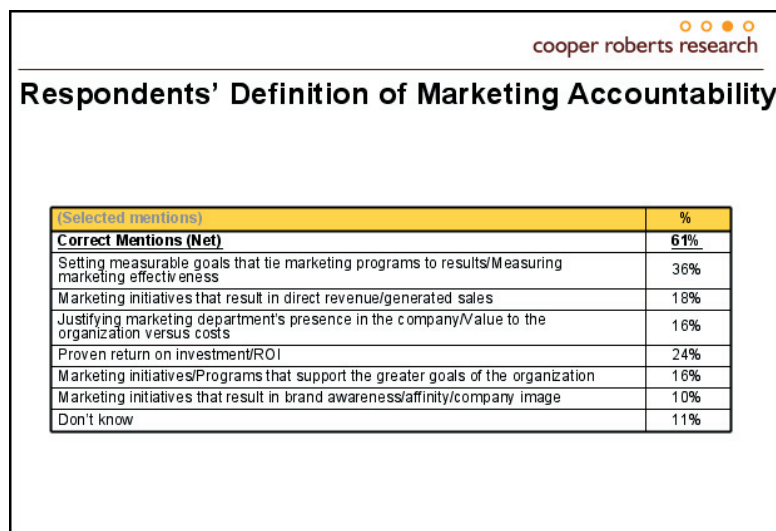 cooper roberts research
Respondents’ Definition of Marketing Accountability
(Selected mentions) %
Correct Mentions (Net) 61%
Setting measurable goals that tie marketing programs to results/Measuring
marketing effectiveness 36%
Marketing initiatives that result in direct revenue/generated sales 18%
Justifying marketing department's presence in the company/Value to the
organization versus costs 16%
Proven return on investment/ROI 24%
Marketing initiatives/Programs that support the greater goals of the organization 16%
Marketing initiatives that result in brand awareness/affinity/company image 10%
Don't know 11%